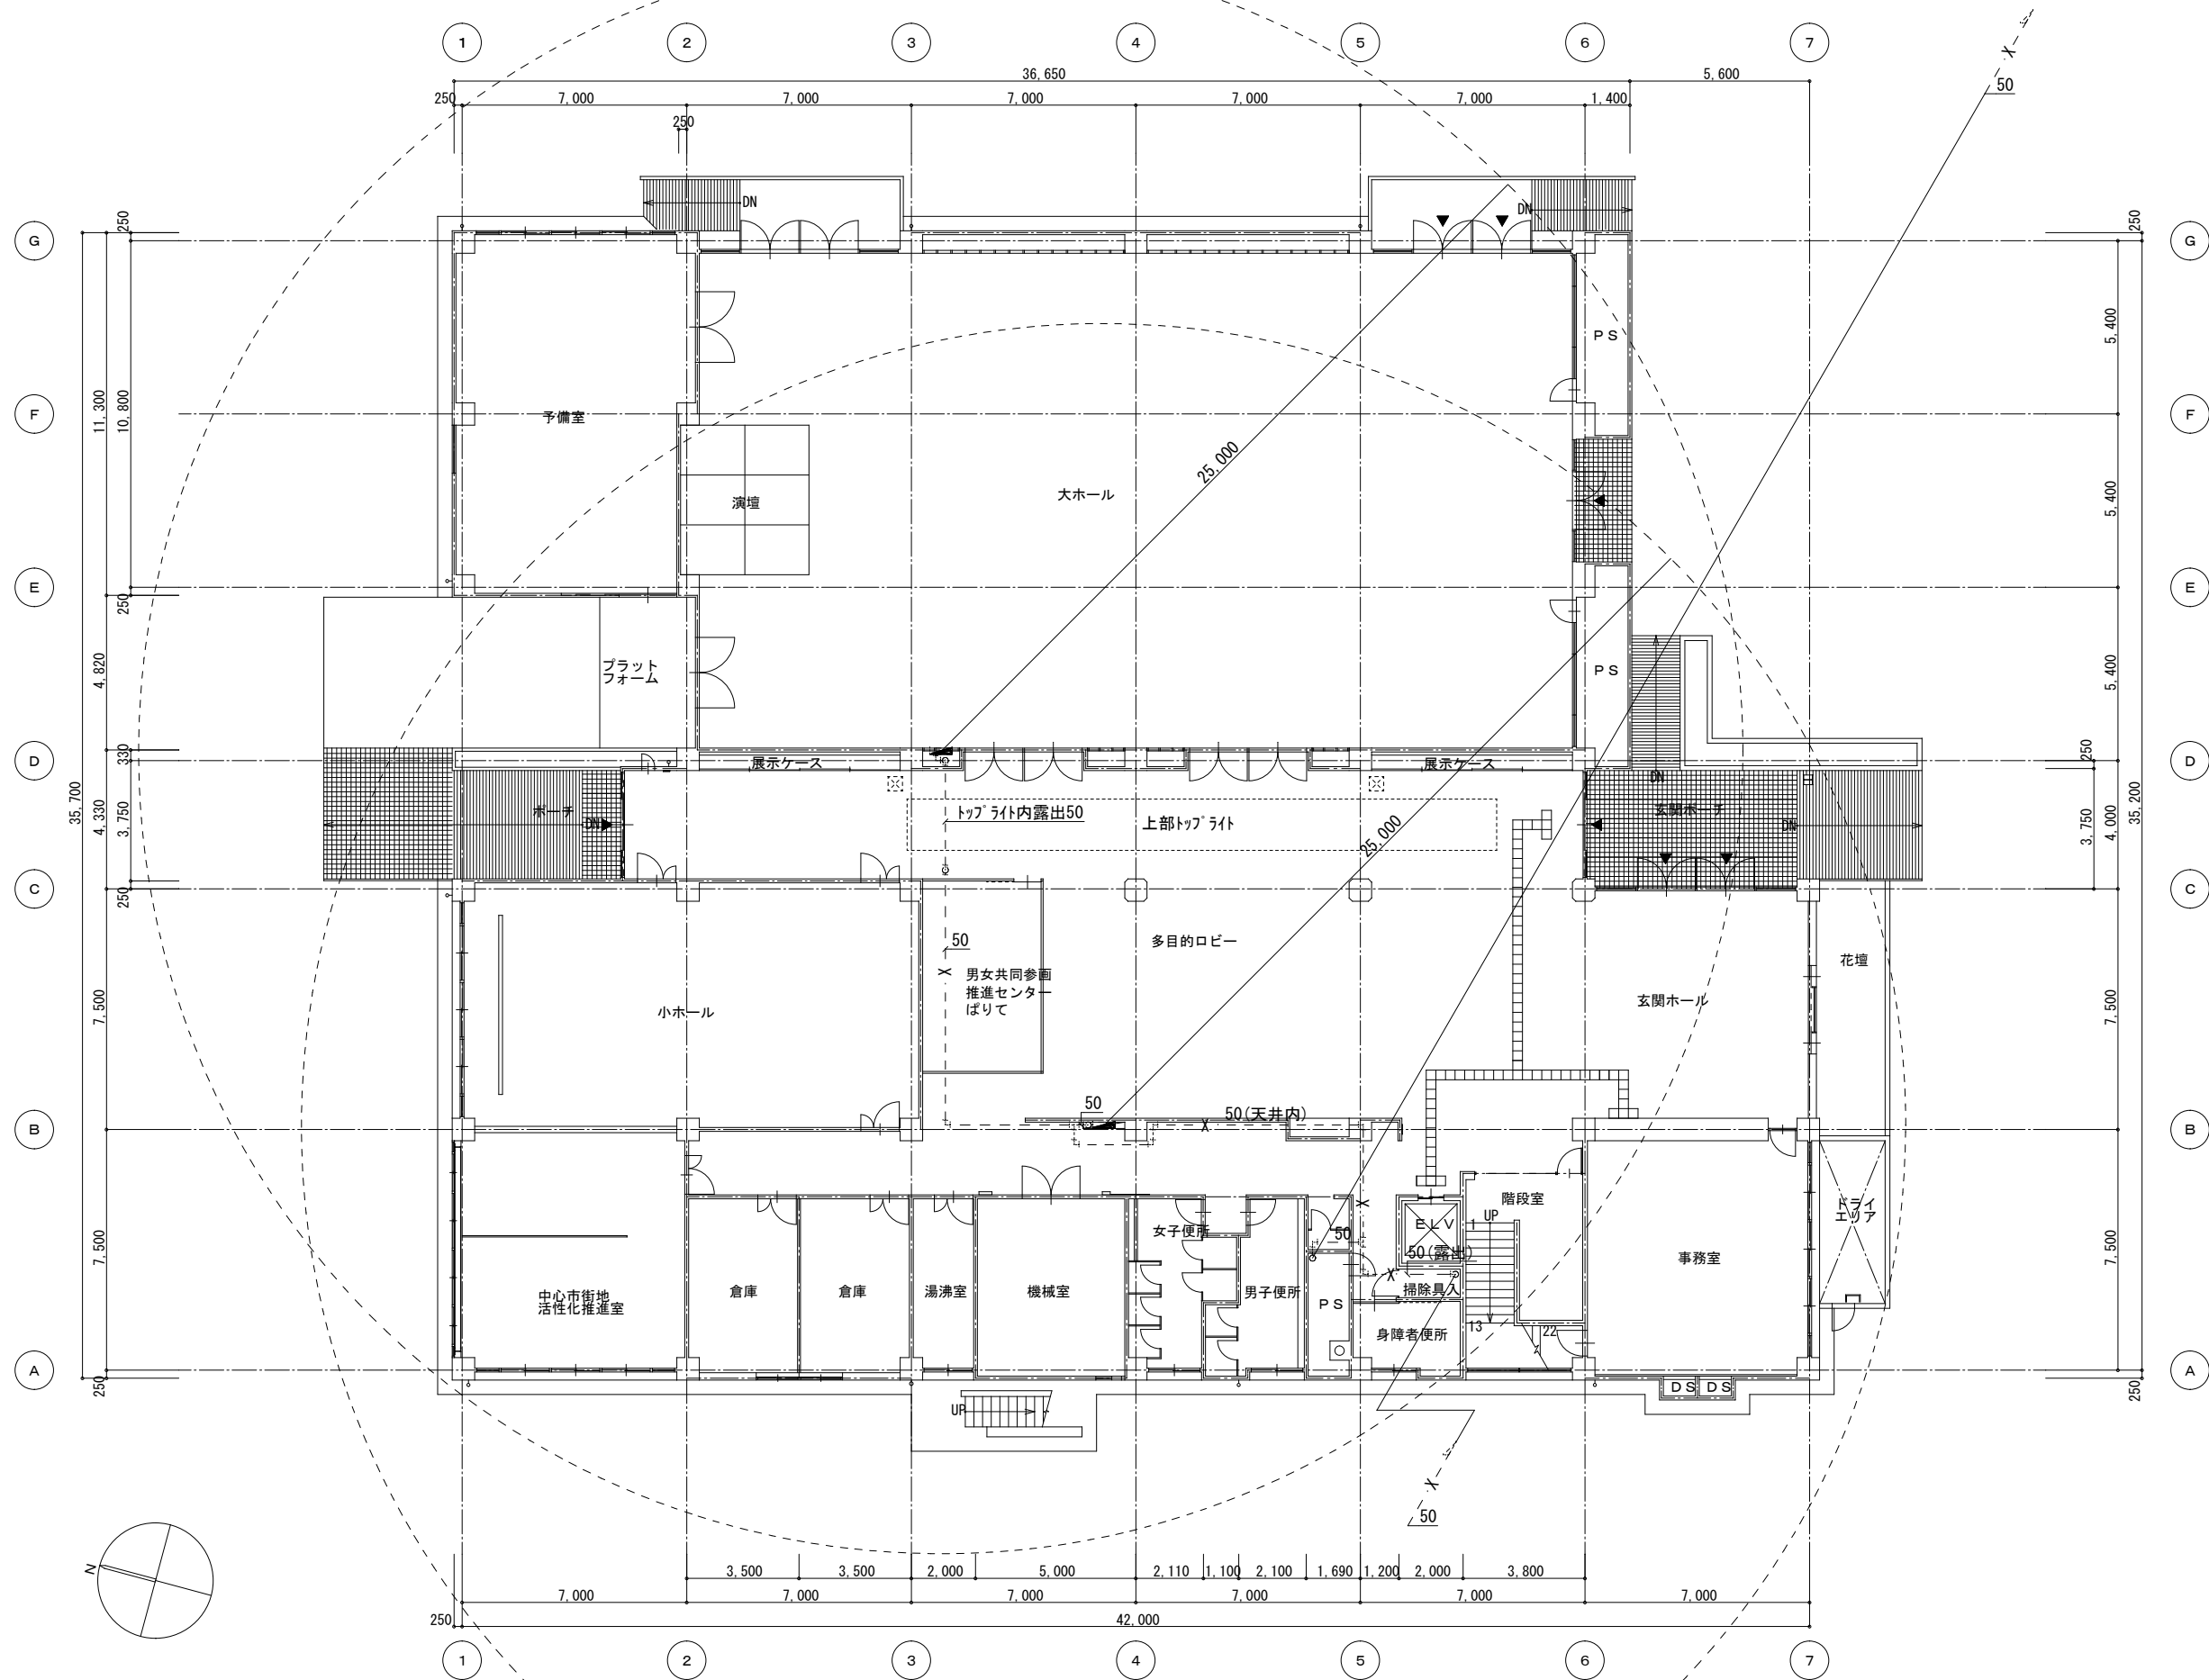 1
2
3
4
5
6
7
36,650
5,600
50
250
7,000
7,000
7,000
7,000
7,000
1,400
250
DN
DN
G
G
F
F
E
E
D
D
C
C
B
B
A
A
250
11,300
10,800
250
4,820
330
35,700
4,330
3,750
250
7,500
7,500
250
250
5,400
5,400
5,400
250
3,750
4,000
35,200
7,500
7,500
250
予備室
演壇
大ホール
25,000
PS
PS
プラット
フォーム
展示ケース
展示ケース
DN
ポーチ
DN
トップライト内露出50
上部トップライト
25,000
玄関ポーチ
DN
50
多目的ロビー
男女共同参画
推進センター
ぱりて
小ホール
玄関ホール
花壇
50
50(天井内)
階段室
女子便所
ELV
1
UP
50
50(露出)
ドライ
エリア
事務室
倉庫
倉庫
湯沸室
機械室
男子便所
PS
掃除具入
中心市街地
活性化推進室
身障者便所
13
22
DS
DS
UP
50
N
3,500
3,500
2,000
5,000
2,110
1,100
2,100
1,690
1,200
2,000
3,800
7,000
7,000
7,000
7,000
7,000
7,000
250
42,000
1
2
3
4
5
6
7